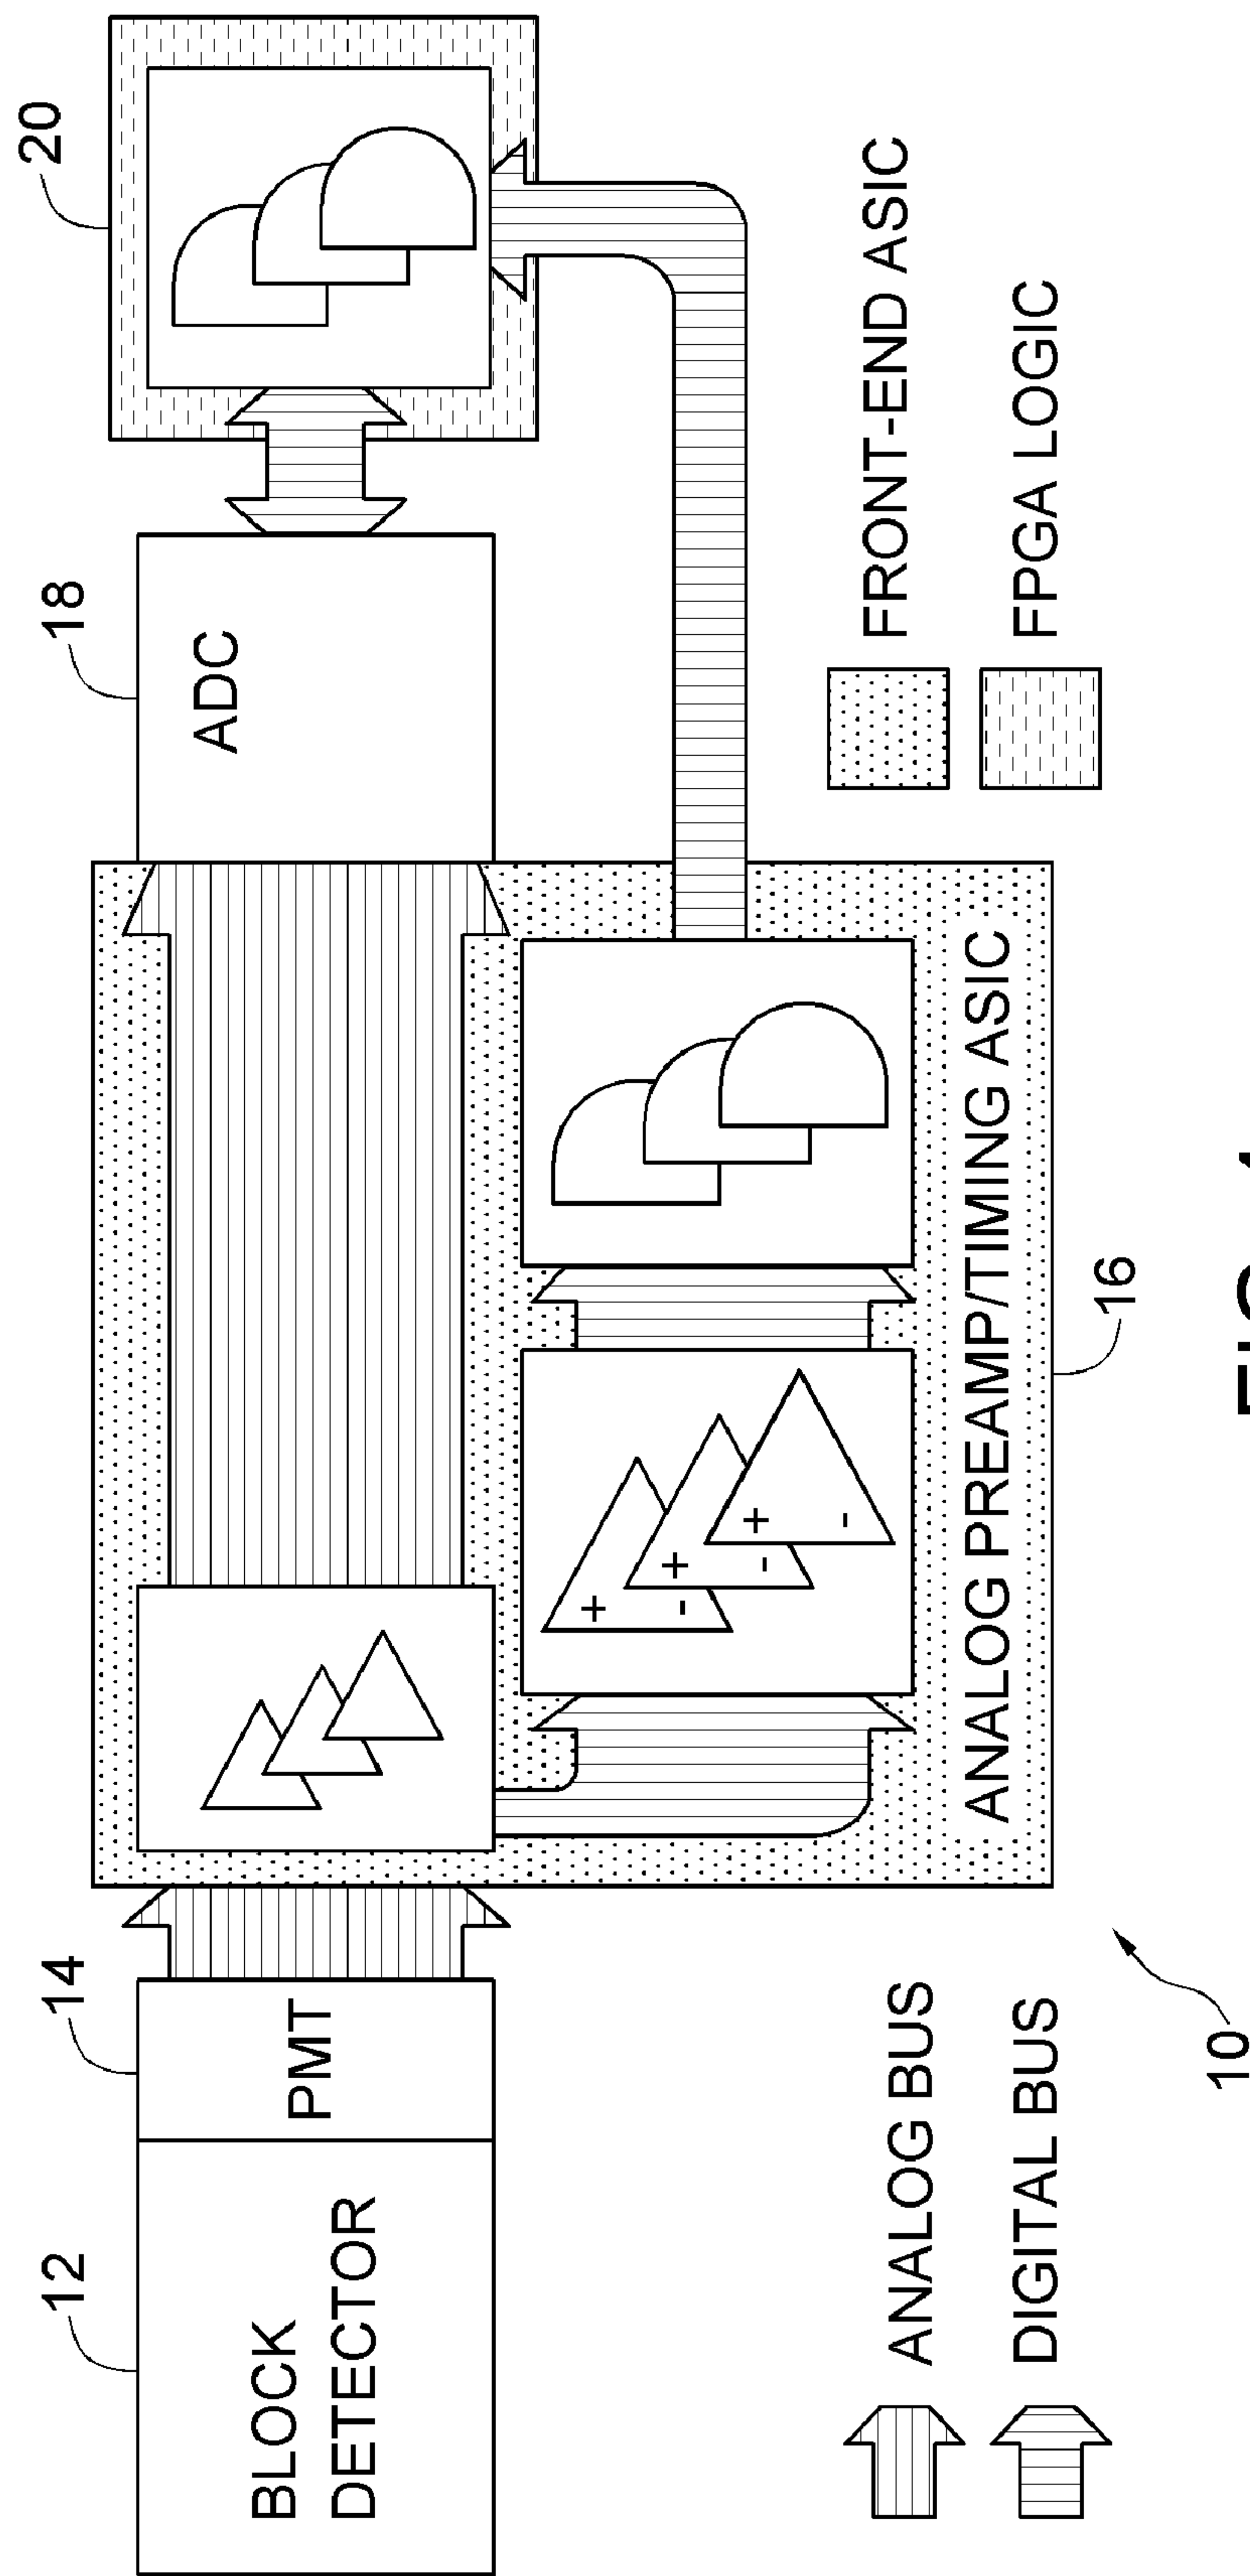 12
14
18
20
BLOCK
DETECTOR
PMT
ADC
+
-
+
-
+
-
ANALOG PREAMP/TIMING ASIC
16
ANALOG BUS
DIGITAL BUS
FRONT-END ASIC
FPGA LOGIC
10